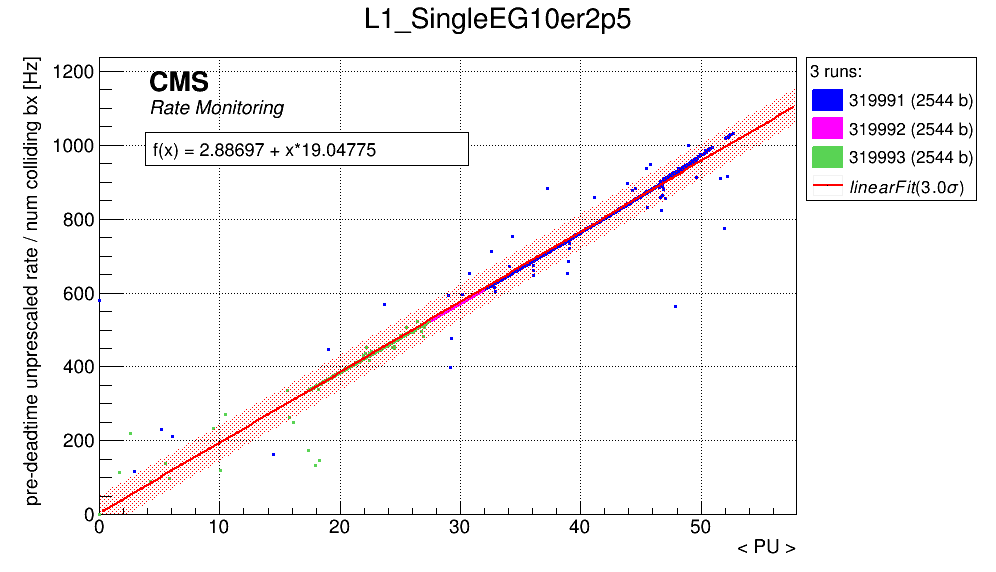 L1_SingleEG10er2p5
pre-deadtime unprescaled rate / num colliding bx [Hz]
1200
1000
800
600
400
200
0
CMS
Rate Monitoring
f(x) = 2.88697 + x*19.04775
3 runs:
319991 (2544 b)
319992 (2544 b)
319993 (2544 b)
linearFit(3.0σ)
0 10 20 30 40 50
< PU >